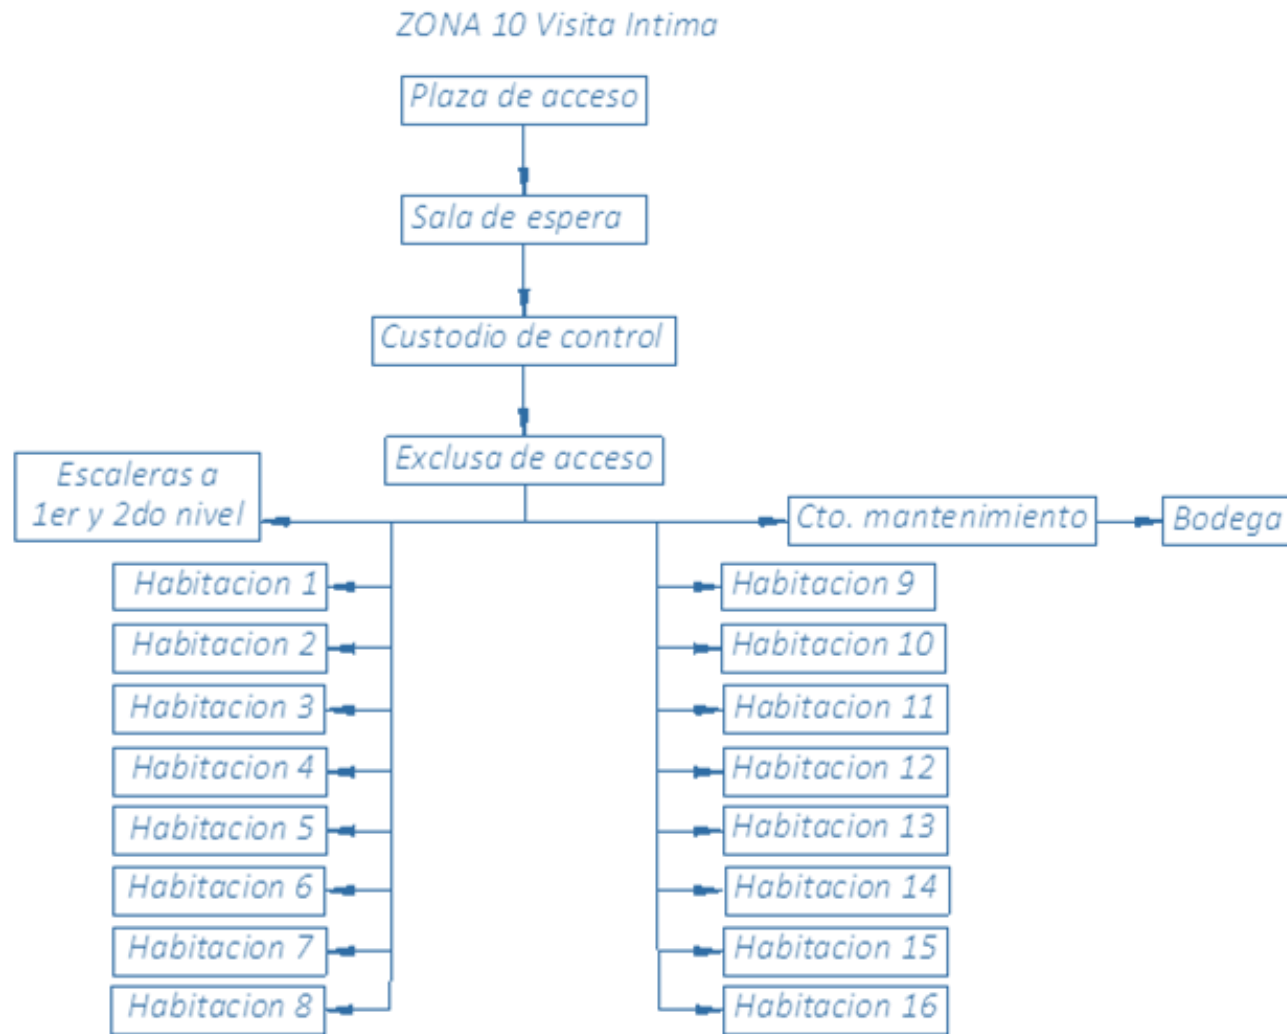 ZONA 10 Visita Intima
Plaza de acceso
Sala de espera
Custodio de control
Exclusa de acceso
Escaleras a
1er y 2do nivel
Cto. mantenimiento
Bodega
Habitacion 1
Habitacion 2
Habitacion 3
Habitacion 4
Habitacion 5
Habitacion 6
Habitacion 7
Habitacion 8
Habitacion 9
Habitacion 10
Habitacion 11
Habitacion 12
Habitacion 13
Habitacion 14
Habitacion 15
Habitacion 16